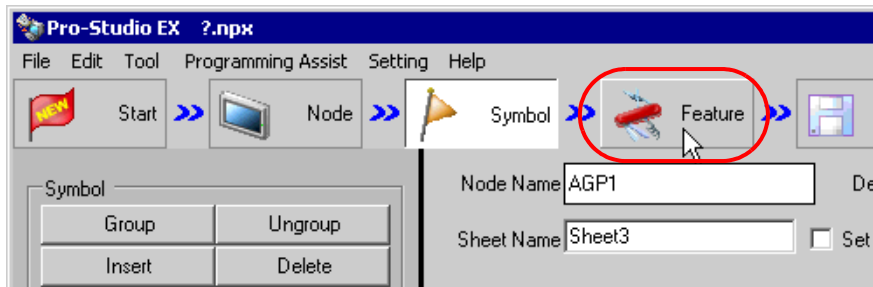 Pro-Studio EX ?.npx
File Edit Tool Programming Assist Setting Help
NEW Start Node Symbol Feature
Symbol
Node Name AGP1 De
Group Ungroup
Sheet Name Sheet3 Set
Insert Delete